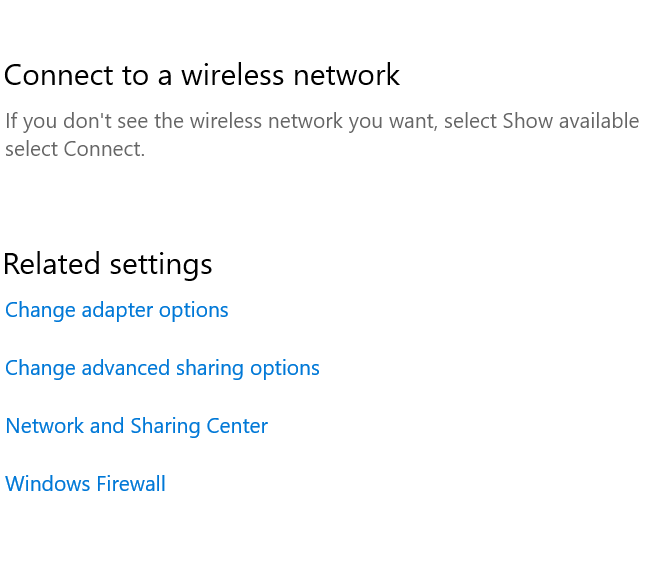 Connect to a wireless network
If you don't see the wireless network you want, select Show available
select Connect.
Related settings
Change adapter options
Change advanced sharing options
Network and Sharing Center
Windows Firewall